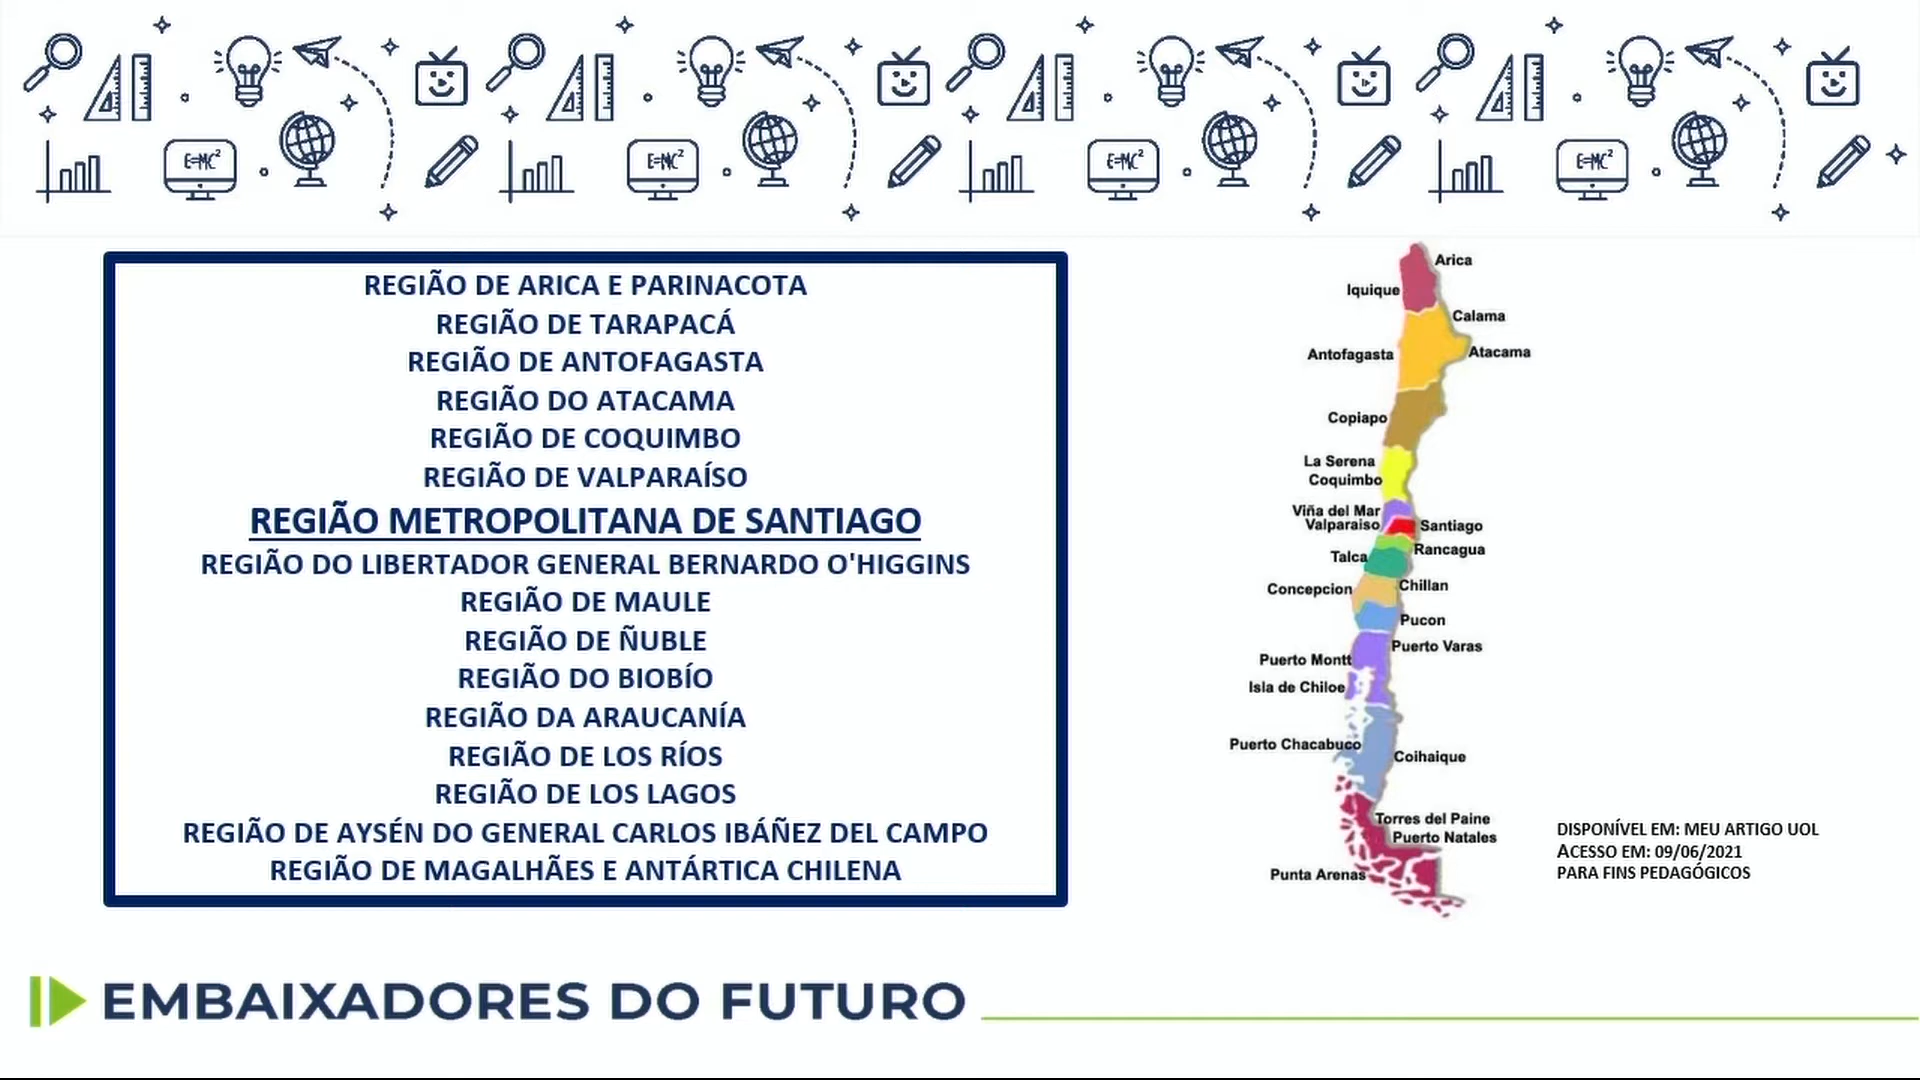 E=MC² E=MC² E=MC² E=MC²
REGIÃO DE ARICA E PARINACOTA
REGIÃO DE TARAPACÁ
REGIÃO DE ANTOFAGASTA
REGIÃO DO ATACAMA
REGIÃO DE COQUIMBO
REGIÃO DE VALPARAÍSO
REGIÃO METROPOLITANA DE SANTIAGO
REGIÃO DO LIBERTADOR GENERAL BERNARDO O'HIGGINS
REGIÃO DE MAULE
REGIÃO DE ÑUBLE
REGIÃO DO BIOBÍO
REGIÃO DA ARAUCANÍA
REGIÃO DE LOS RÍOS
REGIÃO DE LOS LAGOS
REGIÃO DE AYSÉN DO GENERAL CARLOS IBÁÑEZ DEL CAMPO
REGIÃO DE MAGALHÃES E ANTÁRTICA CHILENA
Arica
Iquique
Calama
Antofagasta
Atacama
Copiapo
La Serena
Coquimbo
Viña del Mar
Valparaiso
Santiago
Rancagua
Talca
Chillan
Concepcion
Pucon
Puerto Varas
Puerto Montt
Isla de Chiloe
Puerto Chacabuco
Coihaique
Torres del Paine
Puerto Natales
Punta Arenas
DISPONÍVEL EM: MEU ARTIGO UOL
ACESSO EM: 09/06/2021
PARA FINS PEDAGÓGICOS
EMBAIXADORES DO FUTURO